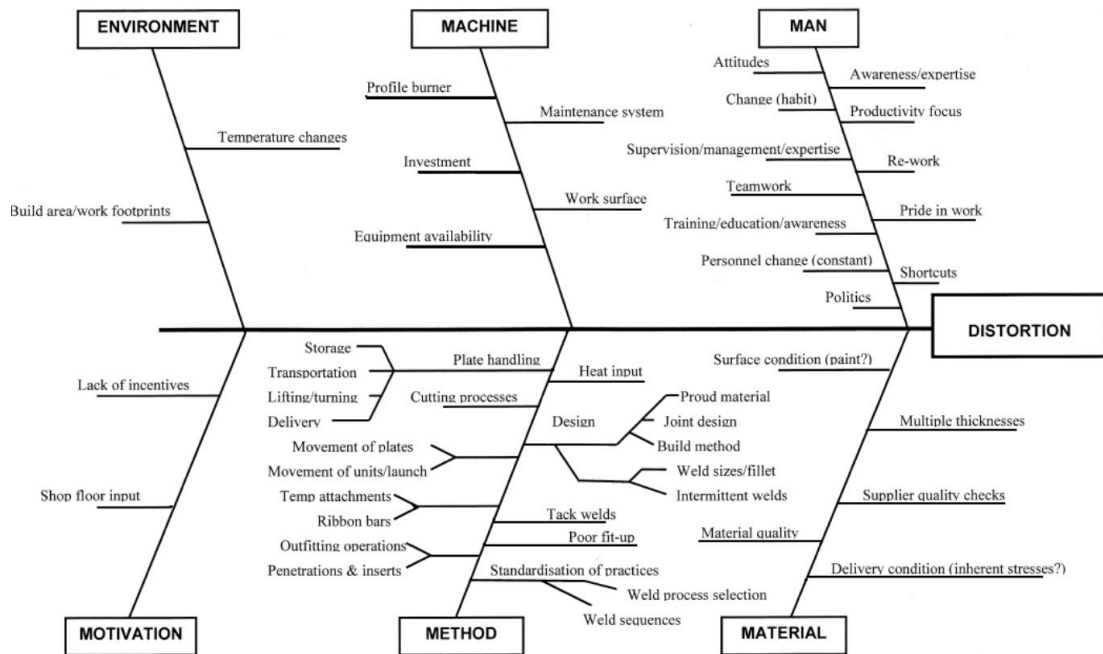 ENVIRONMENT
MACHINE
MAN
Attitudes
Awareness/expertise
Profile burner
Change (habit)
Productivity focus
Maintenance system
Temperature changes
Supervision/management/expertise
Investment
Re-work
Teamwork
Work surface
Build area/work footprints
Pride in work
Training/education/awareness
Equipment availability
Personnel change (constant)
Shortcuts
Politics
DISTORTION
Storage
Plate handling
Surface condition (paint?)
Transportation
Heat input
Lack of incentives
Lifting/turning
Cutting processes
Proud material
Delivery
Design
Joint design
Multiple thicknesses
Movement of plates
Build method
Movement of units/launch
Weld sizes/fillet
Shop floor input
Temp attachments
Intermittent welds
Supplier quality checks
Ribbon bars
Tack welds
Poor fit-up
Material quality
Outfitting operations
Penetrations & inserts
Standardisation of practices
Delivery condition (inherent stresses?)
Weld process selection
Weld sequences
MOTIVATION
METHOD
MATERIAL